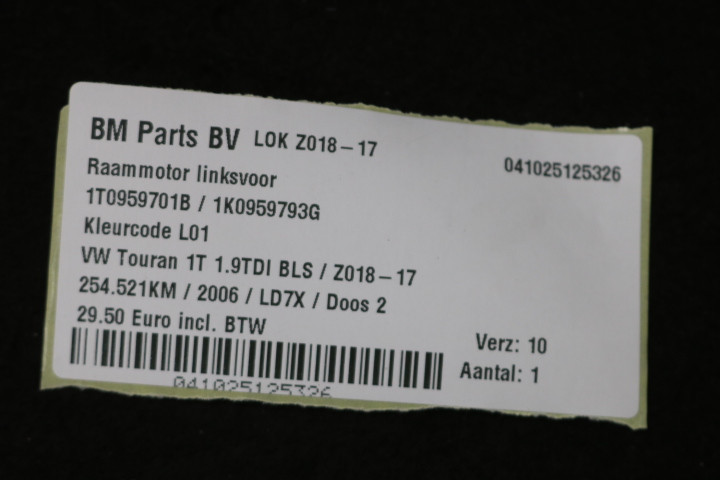 BM Parts BV LOK Z018-17
041025125326
Raammotor linksvoor
1T0959701B / 1K0959793G
Kleurcode L01
VW Touran 1T 1.9TDI BLS / Z018-17
254.521KM / 2006 / LD7X / Doos 2
29.50 Euro incl. BTW
Verz: 10
Aantal: 1
041025125326